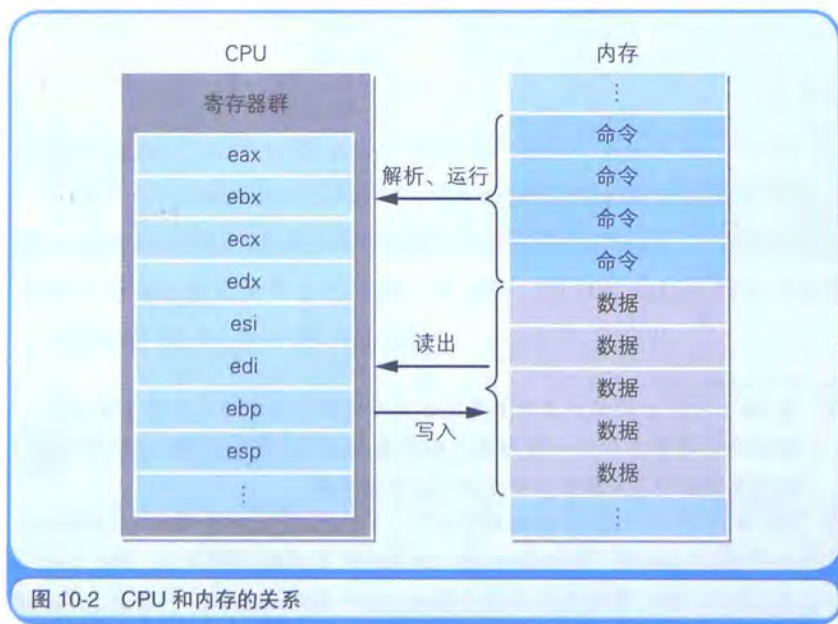 CPU
寄存器群
eax
ebx
ecx
edx
esi
edi
ebp
esp
⋮
解析、运行
读出
写入
内存
⋮
命令
命令
命令
命令
数据
数据
数据
数据
数据
⋮
图 10-2 CPU 和内存的关系